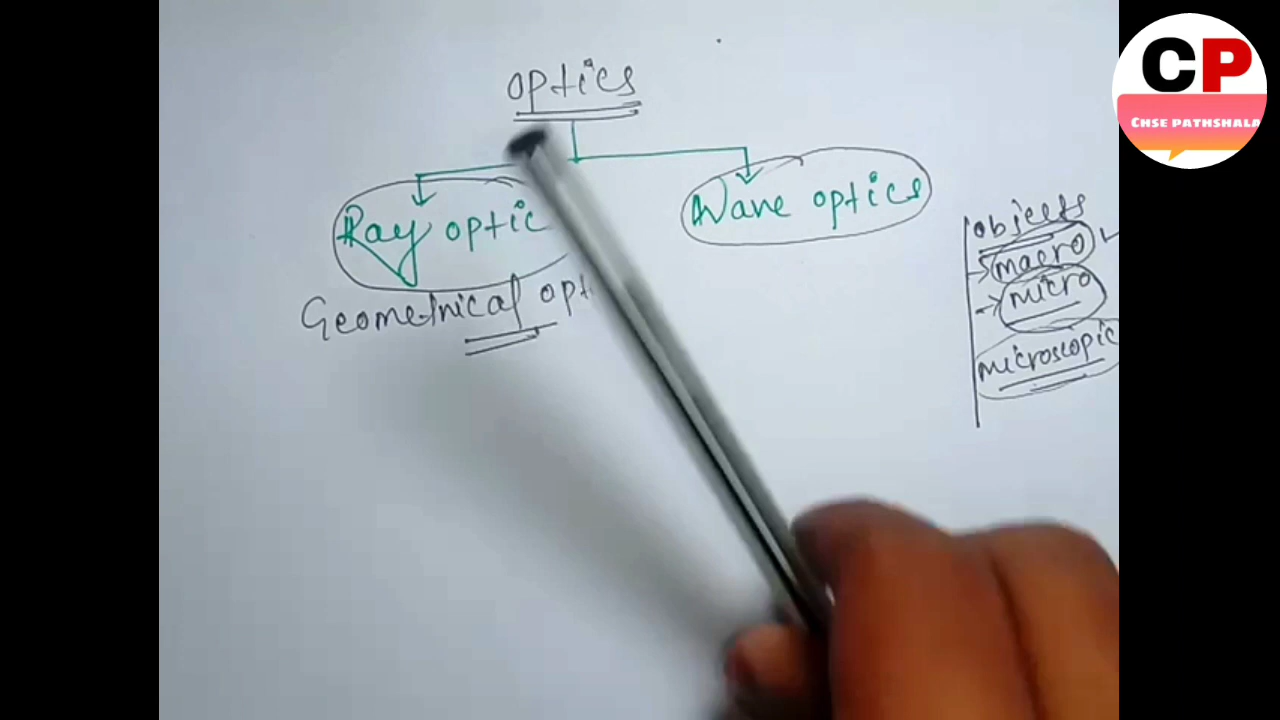 optics
Ray optic
Wave optics
Geometrical opt
objects
macro
micro
microscopic
CP
CHSE PATHSHALA